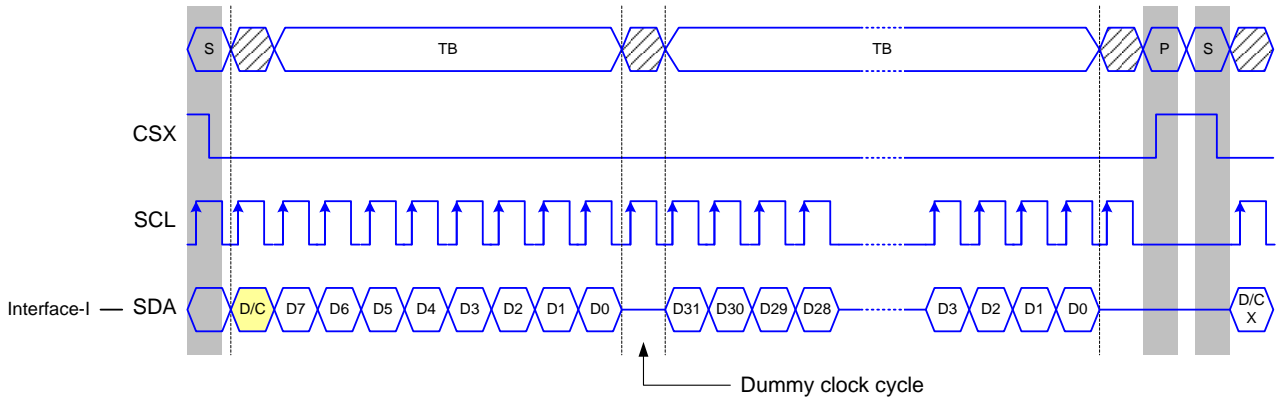 S TB TB P S
CSX
SCL
Interface-I SDA D/C D7 D6 D5 D4 D3 D2 D1 D0 D31 D30 D29 D28 D3 D2 D1 D0 D/C
X
Dummy clock cycle